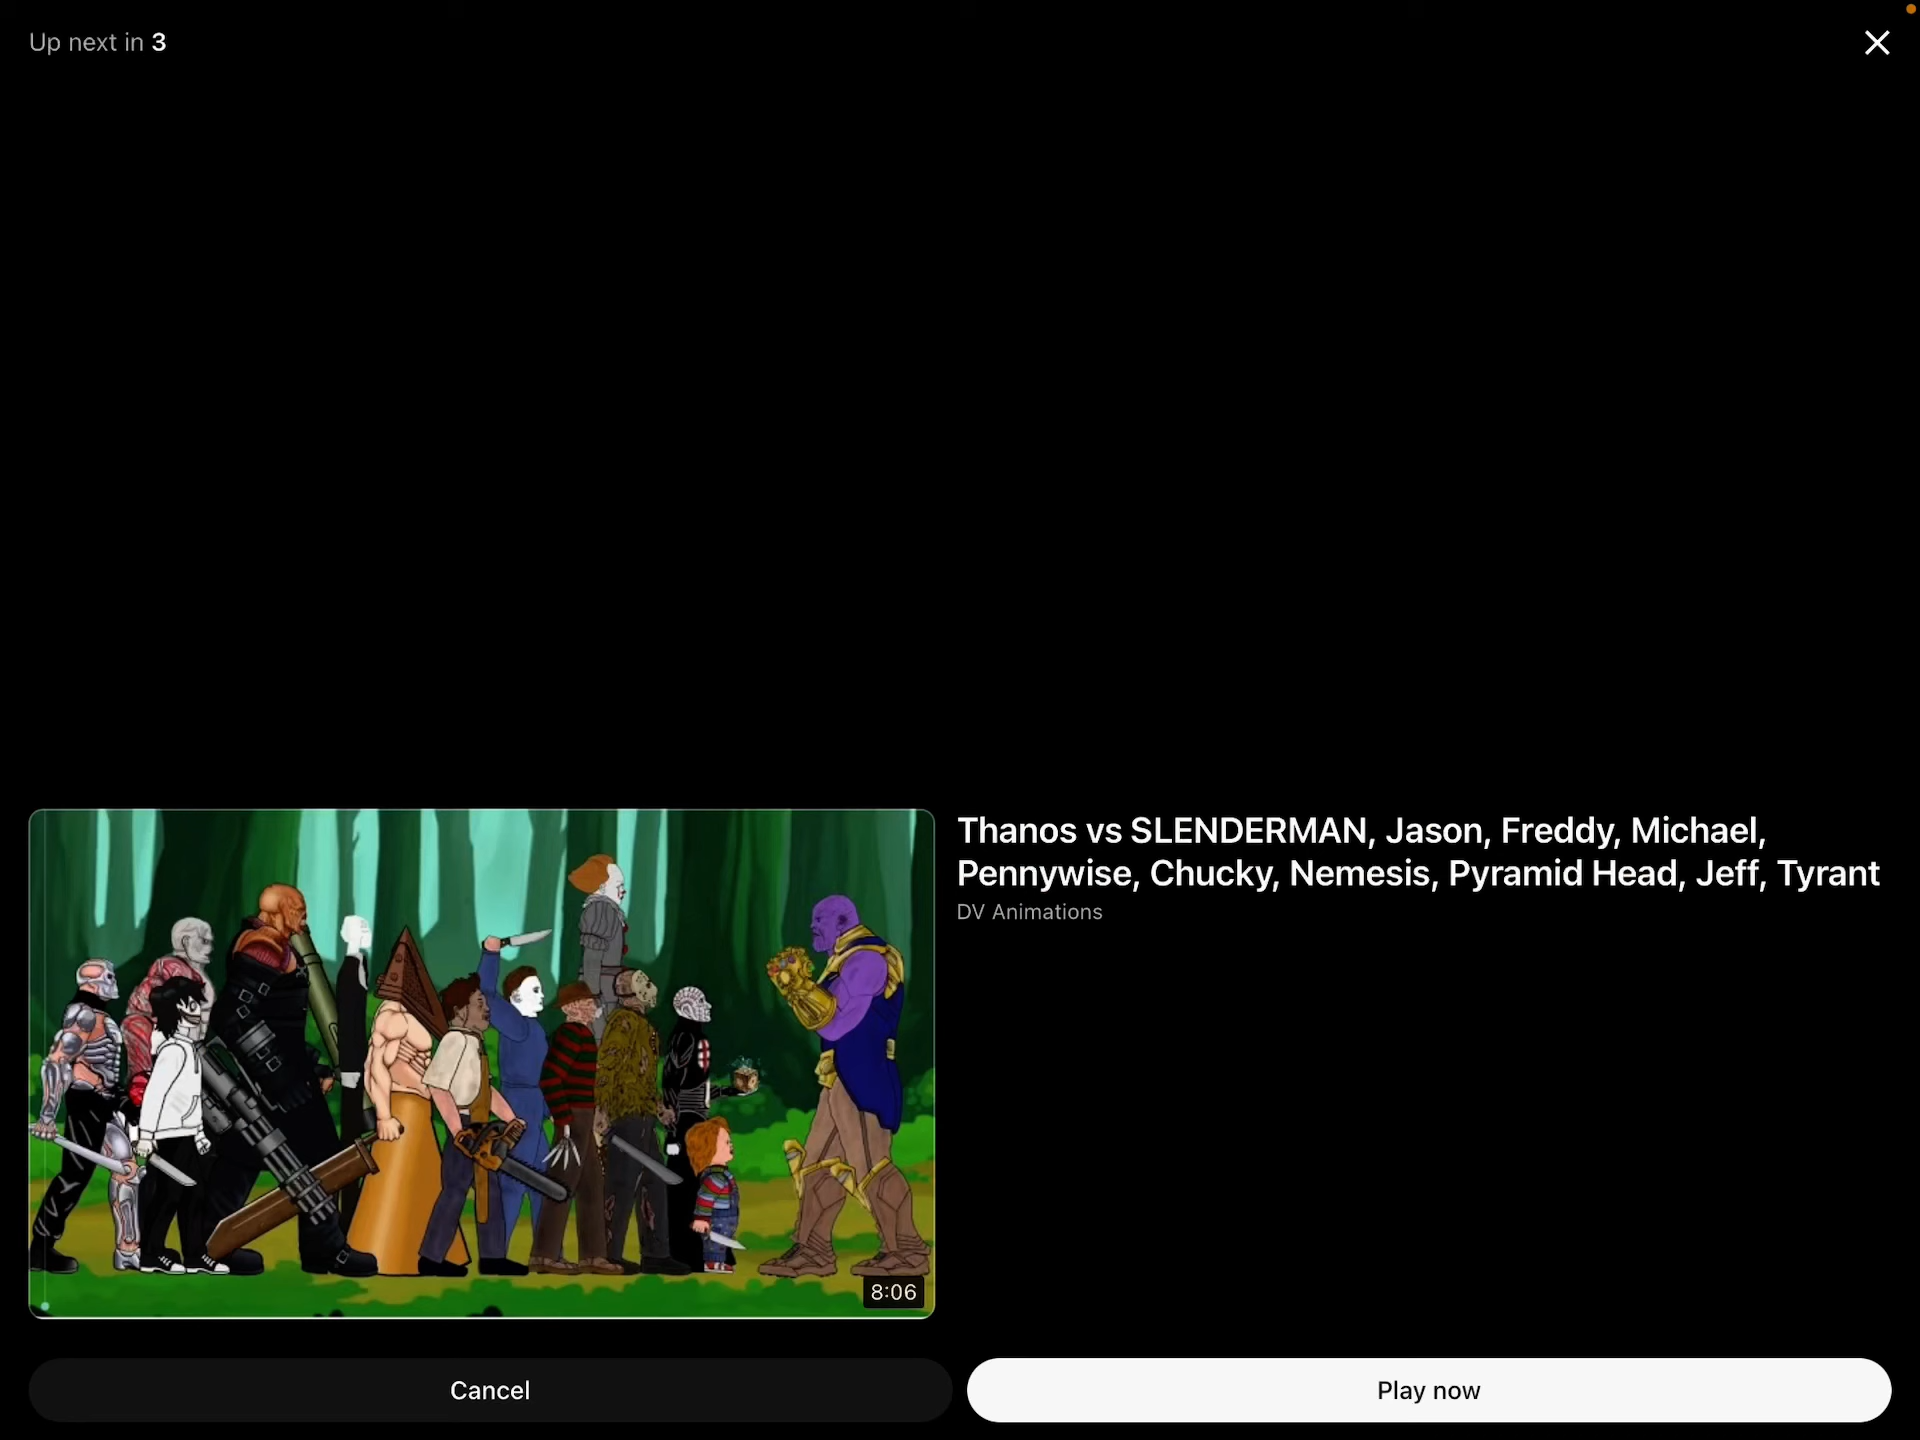 Up next in 3
Thanos vs SLENDERMAN, Jason, Freddy, Michael,
Pennywise, Chucky, Nemesis, Pyramid Head, Jeff, Tyrant
DV Animations
8:06
Cancel
Play now